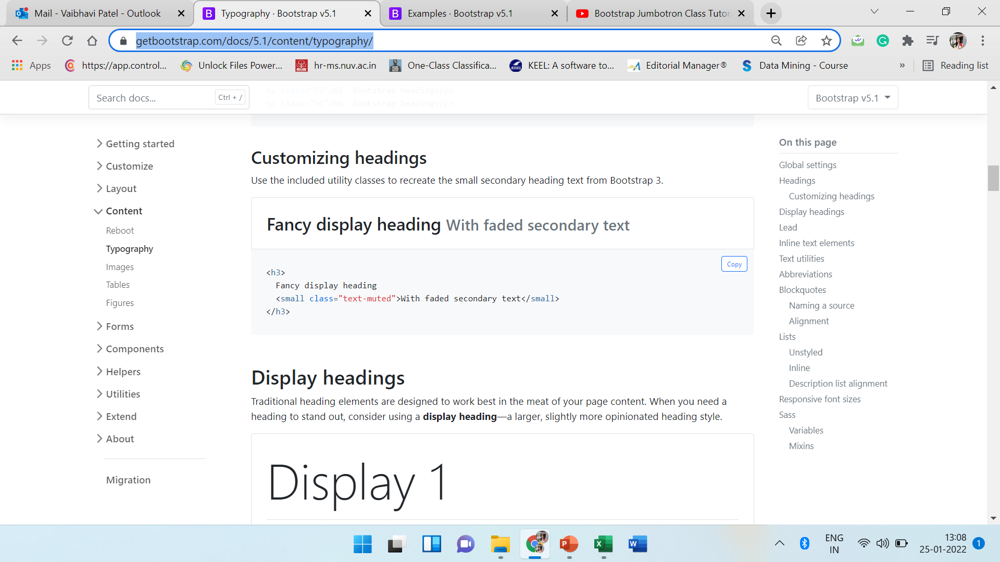 Mail - Vaibhavi Patel - Outlook
Typography · Bootstrap v5.1
Examples · Bootstrap v5.1
Bootstrap Jumbotron Class Tutor
getbootstrap.com/docs/5.1/content/typography/
Apps
https://app.control...
Unlock Files Power...
hr-ms.nuv.ac.in
One-Class Classifica...
KEEL: A software to...
Editorial Manager®
Data Mining - Course
»
Reading list
Search docs...
Ctrl + /
<p class="h5">h5. Bootstrap heading</p>
<p class="h6">h6. Bootstrap heading</p>
Bootstrap v5.1
Getting started
Customize
Layout
Content
Reboot
Typography
Images
Tables
Figures
Forms
Components
Helpers
Utilities
Extend
About
Migration
Customizing headings
Use the included utility classes to recreate the small secondary heading text from Bootstrap 3.
Fancy display heading With faded secondary text
Copy
<h3>
Fancy display heading
<small class="text-muted">With faded secondary text</small>
</h3>
Display headings
Traditional heading elements are designed to work best in the meat of your page content. When you need a
heading to stand out, consider using a display heading—a larger, slightly more opinionated heading style.
Display 1
On this page
Global settings
Headings
Customizing headings
Display headings
Lead
Inline text elements
Text utilities
Abbreviations
Blockquotes
Naming a source
Alignment
Lists
Unstyled
Inline
Description list alignment
Responsive font sizes
Sass
Variables
Mixins
ENG
IN
13:08
25-01-2022
1